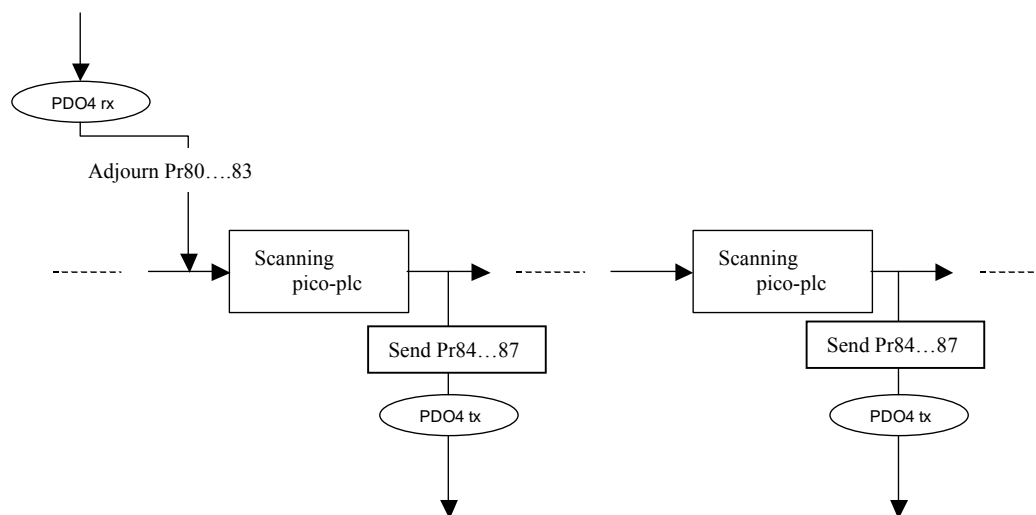 PDO4 rx
Adjourn Pr80….83
Scanning
pico-plc
Scanning
pico-plc
Send Pr84…87
Send Pr84…87
PDO4 tx
PDO4 tx